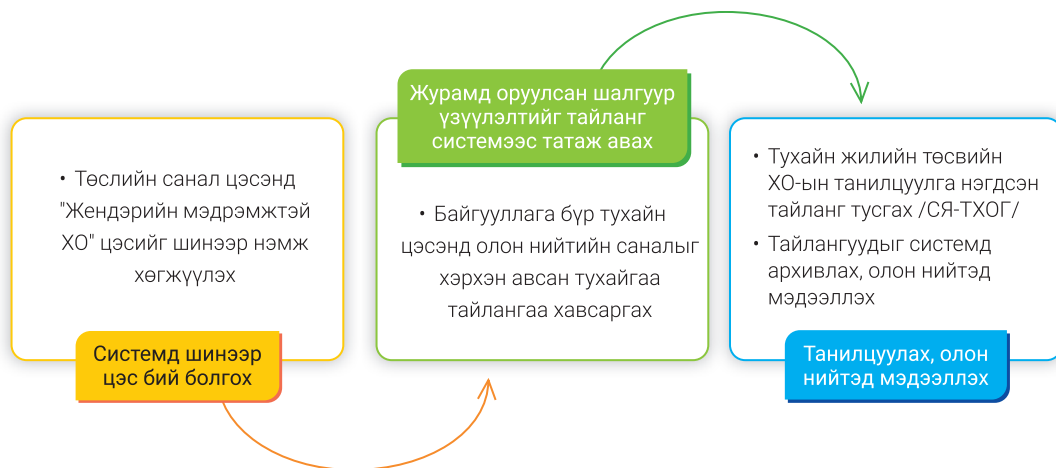 • Төслийн санал цэсэнд
"Жендэрийн мэдрэмжтэй
ХО" цэсийг шинээр нэмж
хөгжүүлэх
Системд шинээр
цэс бий болгох
Журамд оруулсан шалгуур
үзүүлэлтийг тайланг
системээс татаж авах
• Байгууллага бүр тухайн
цэсэнд олон нийтийн саналыг
хэрхэн авсан тухайгаа
тайлангаа хавсаргах
• Тухайн жилийн төсвийн
ХО-ын танилцуулга нэгдсэн
тайланг тусгах /СЯ-ТХОГ/
• Тайлангуудыг системд
архивлах, олон нийтэд
мэдээллэх
Танилцуулах, олон
нийтэд мэдээллэх